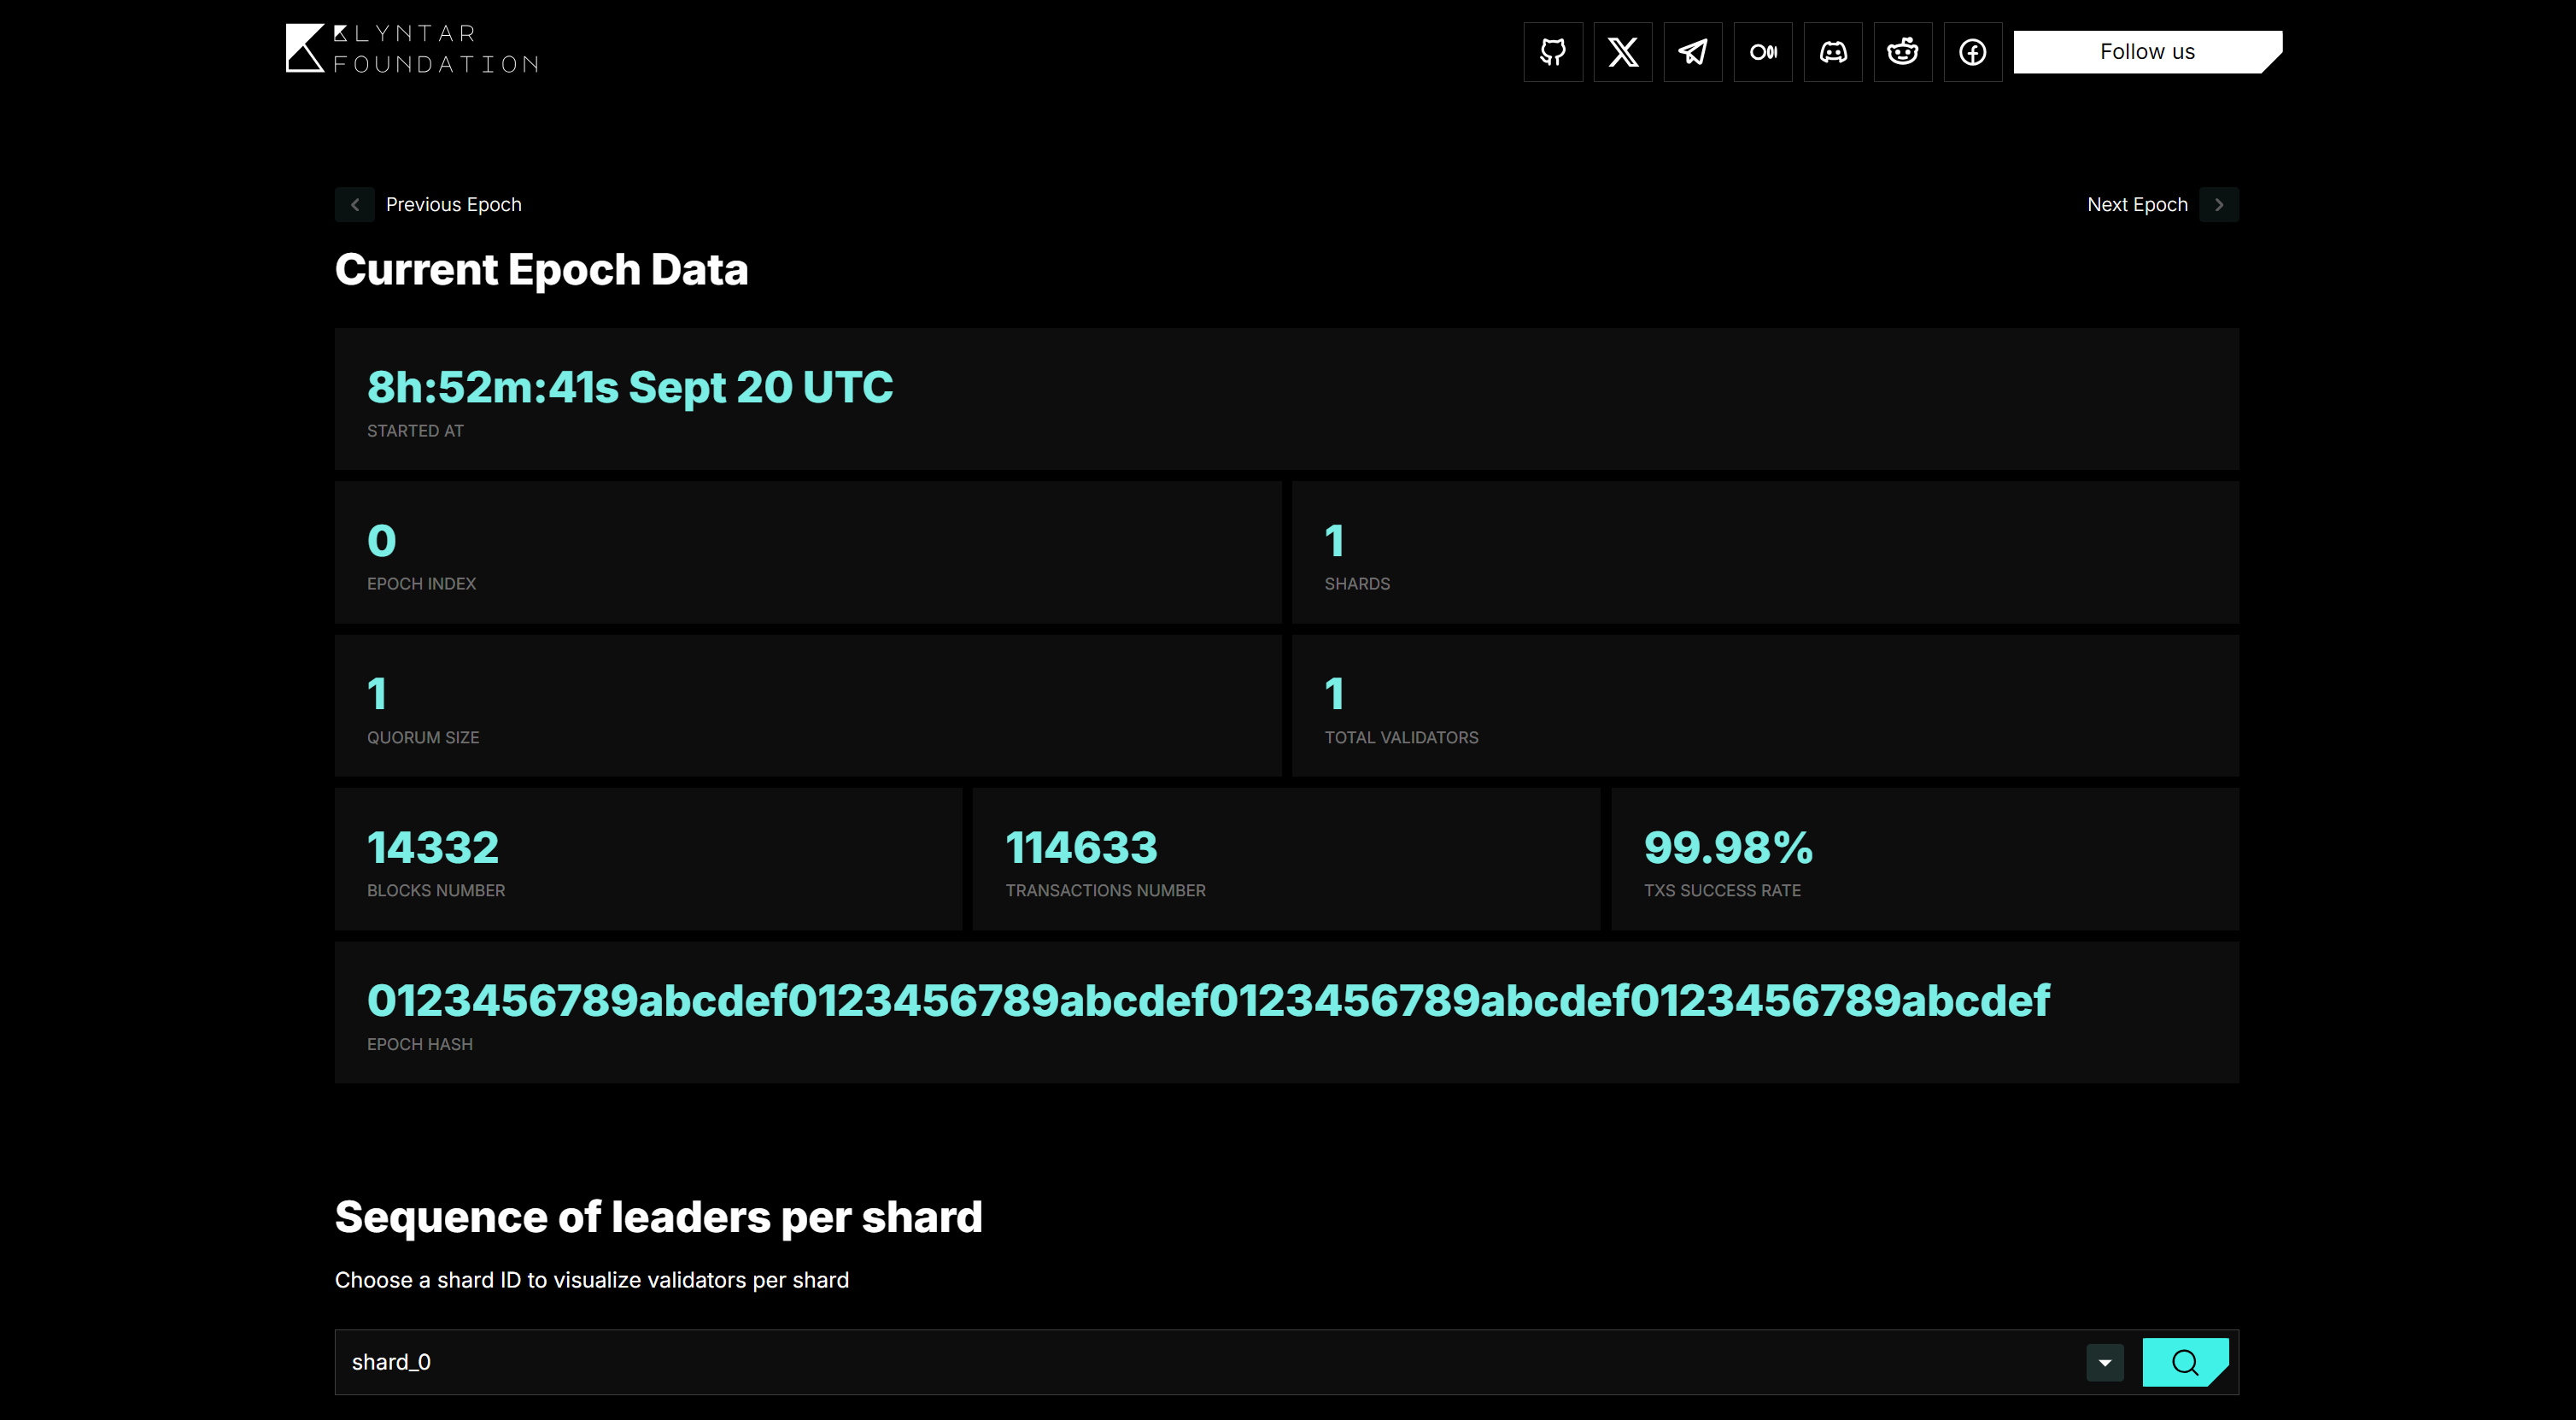 KLYNTAR
FOUNDATION
Follow us
Previous Epoch
Next Epoch
Current Epoch Data
8h:52m:41s Sept 20 UTC
STARTED AT
0
EPOCH INDEX
1
SHARDS
1
QUORUM SIZE
1
TOTAL VALIDATORS
14332
BLOCKS NUMBER
114633
TRANSACTIONS NUMBER
99.98%
TXS SUCCESS RATE
0123456789abcdef0123456789abcdef0123456789abcdef0123456789abcdef
EPOCH HASH
Sequence of leaders per shard
Choose a shard ID to visualize validators per shard
shard_0